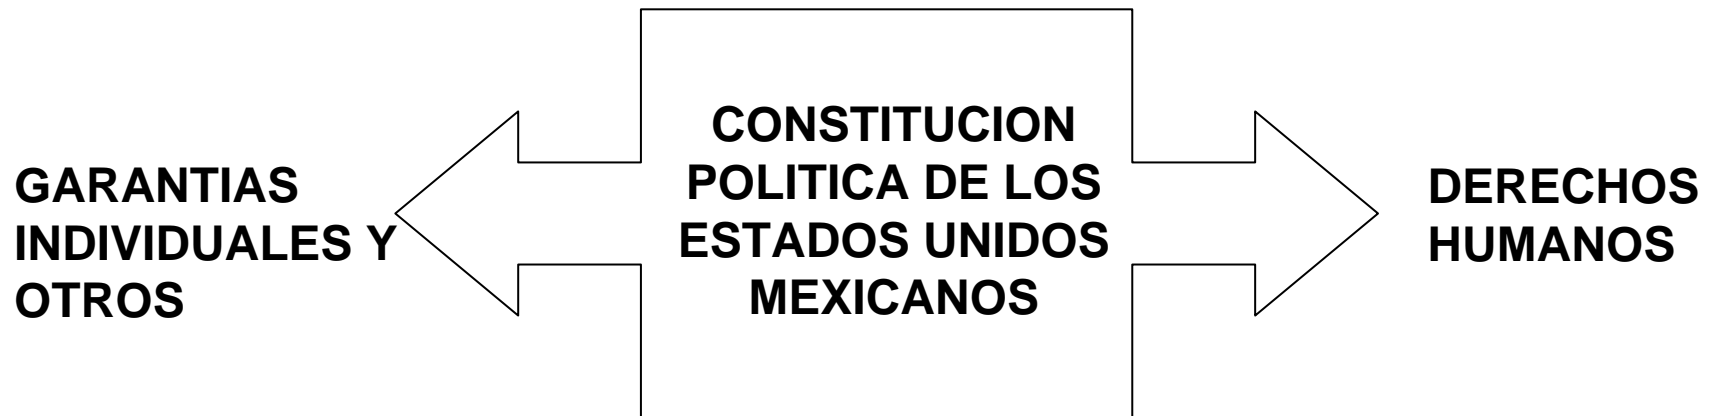 GARANTIAS
INDIVIDUALES Y
OTROS
CONSTITUCION
POLITICA DE LOS
ESTADOS UNIDOS
MEXICANOS
DERECHOS
HUMANOS